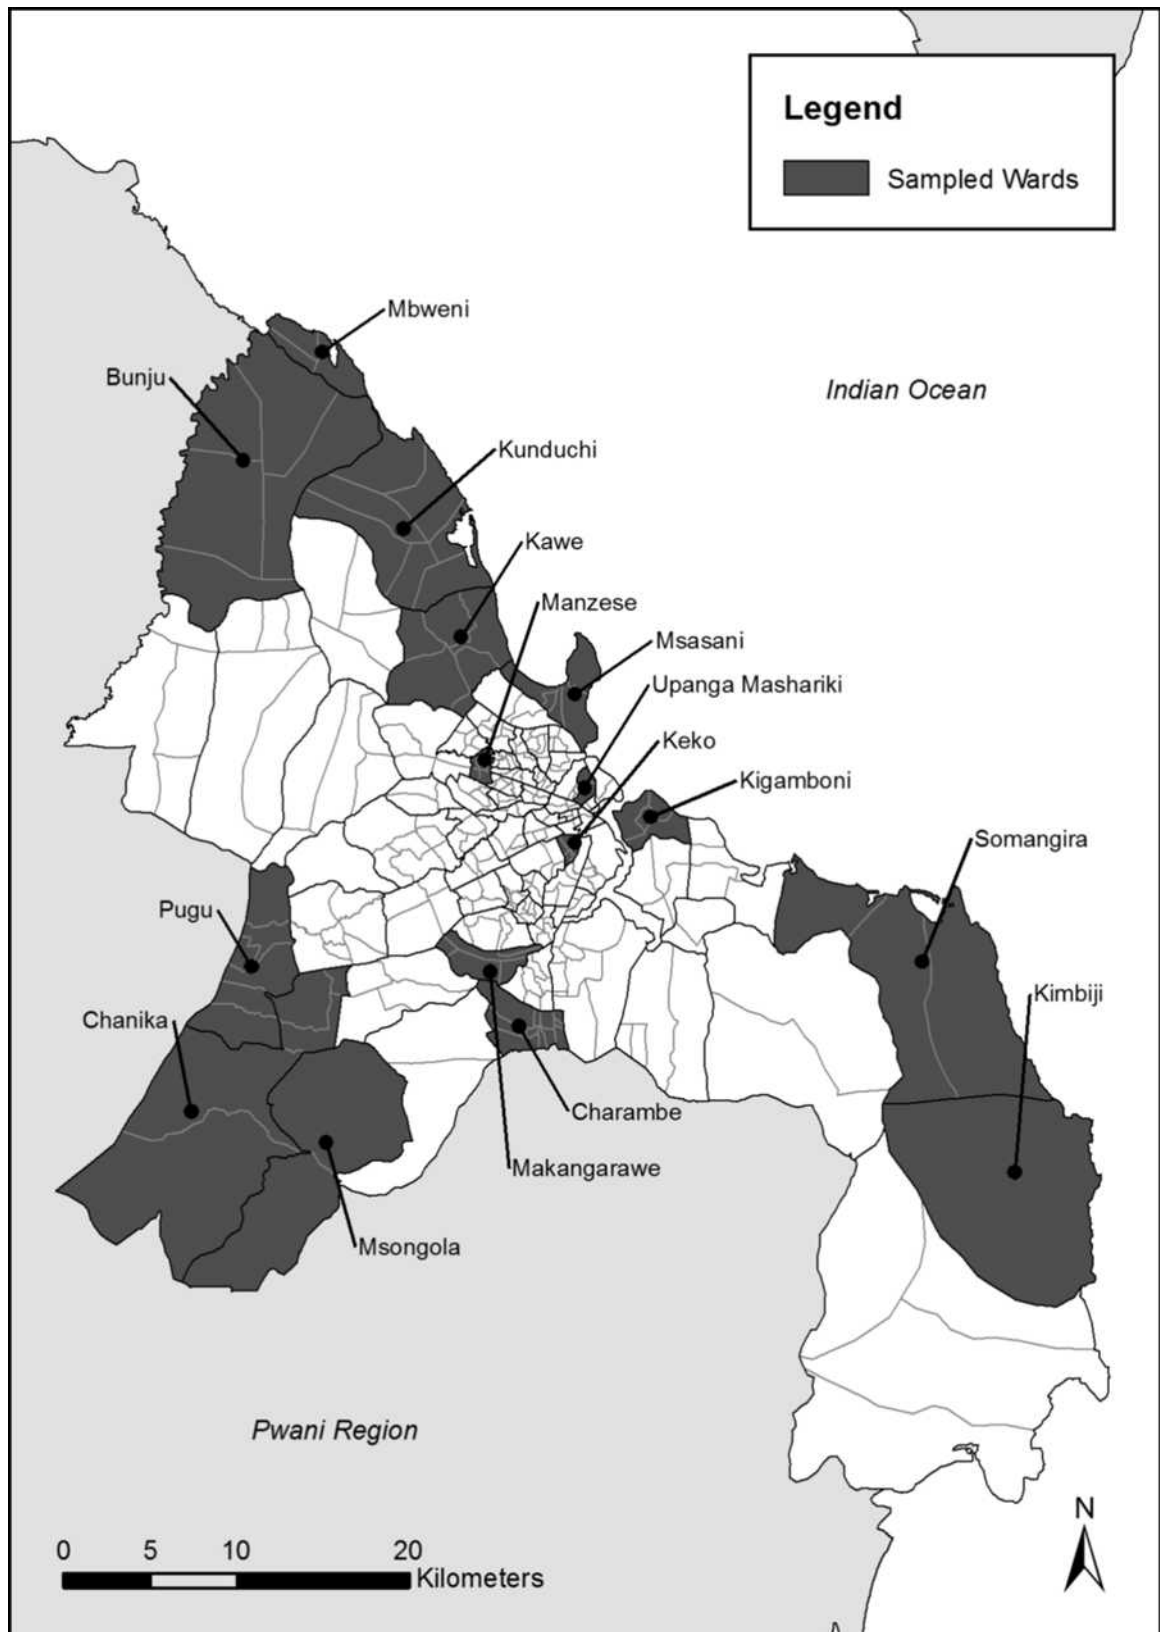 Legend
Sampled Wards
Mbweni
Bunju
Indian Ocean
Kunduchi
Kawe
Manzese
Msasani
Upanga Mashariki
Keko
Kigamboni
Somangira
Pugu
Kimbiji
Chanika
Charambe
Makangarawe
Msongola
Pwani Region
N
0 5 10 20
Kilometers